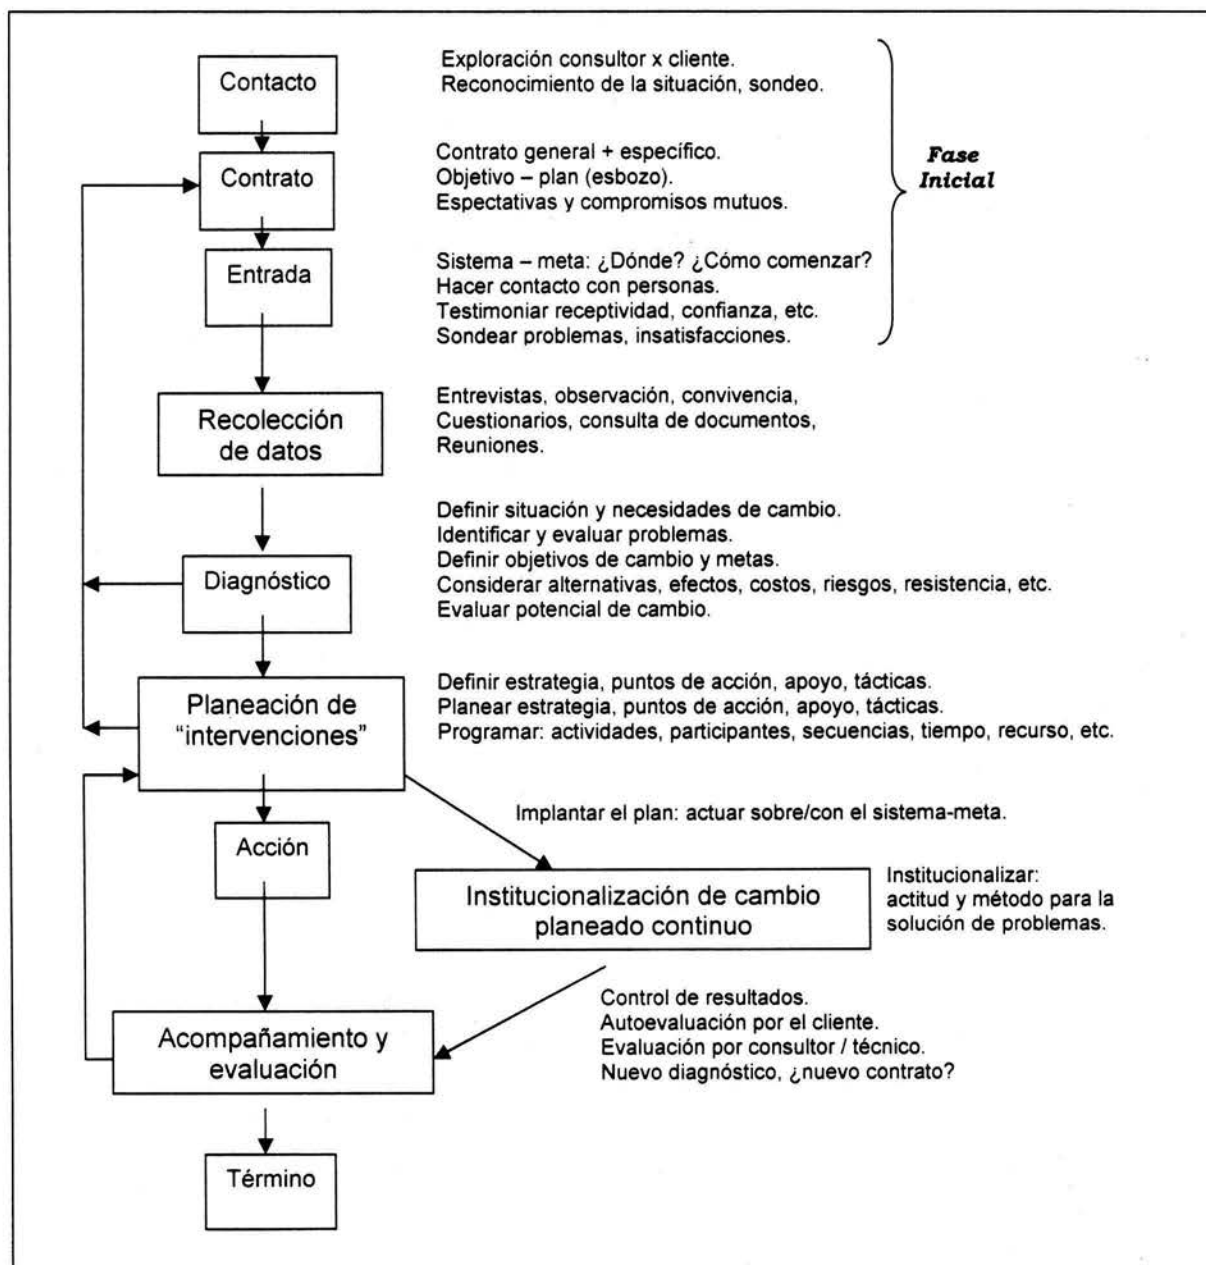 Contacto
Exploración consultor x cliente.
Reconocimiento de la situación, sondeo.
Fase
Inicial
Contrato
Contrato general + específico.
Objetivo – plan (esbozo).
Espectativas y compromisos mutuos.
Entrada
Sistema – meta: ¿Dónde? ¿Cómo comenzar?
Hacer contacto con personas.
Testimoniar receptividad, confianza, etc.
Sondear problemas, insatisfacciones.
Recolección
de datos
Entrevistas, observación, convivencia,
Cuestionarios, consulta de documentos,
Reuniones.
Diagnóstico
Definir situación y necesidades de cambio.
Identificar y evaluar problemas.
Definir objetivos de cambio y metas.
Considerar alternativas, efectos, costos, riesgos, resistencia, etc.
Evaluar potencial de cambio.
Planeación de
“intervenciones”
Definir estrategia, puntos de acción, apoyo, tácticas.
Planear estrategia, puntos de acción, apoyo, tácticas.
Programar: actividades, participantes, secuencias, tiempo, recurso, etc.
Acción
Implantar el plan: actuar sobre/con el sistema-meta.
Institucionalización de cambio
planeado continuo
Institucionalizar:
actitud y método para la
solución de problemas.
Acompañamiento y
evaluación
Control de resultados.
Autoevaluación por el cliente.
Evaluación por consultor / técnico.
Nuevo diagnóstico, ¿nuevo contrato?
Término